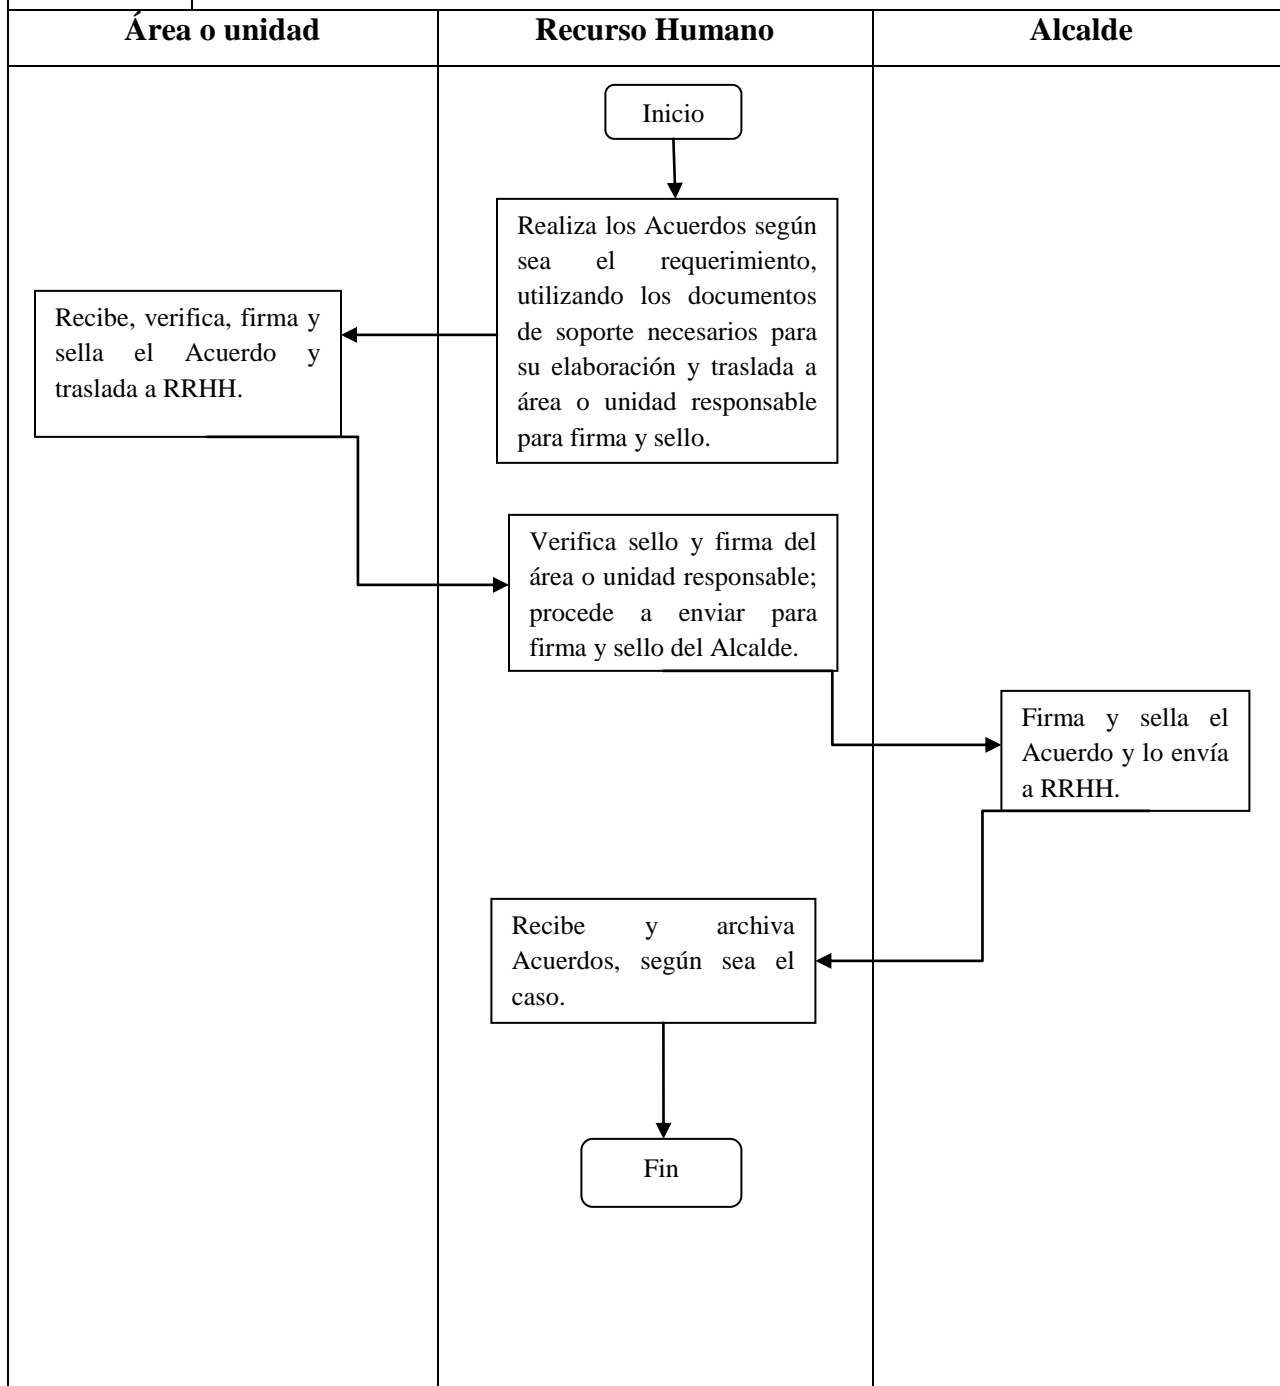 Área o unidad
Recurso Humano
Alcalde
Inicio
Realiza los Acuerdos según
sea el requerimiento,
utilizando los documentos
de soporte necesarios para
su elaboración y traslada a
área o unidad responsable
para firma y sello.
Recibe, verifica, firma y
sella el Acuerdo y
traslada a RRHH.
Verifica sello y firma del
área o unidad responsable;
procede a enviar para
firma y sello del Alcalde.
Firma y sella el
Acuerdo y lo envía
a RRHH.
Recibe y archiva
Acuerdos, según sea el
caso.
Fin